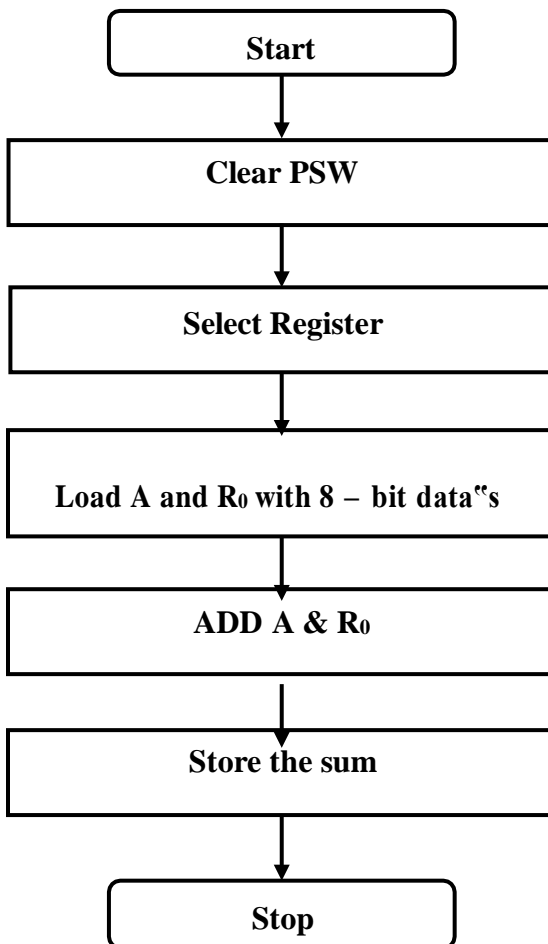 Start
Clear PSW
Select Register
Load A and R₀ with 8 – bit data‟s
ADD A & R₀
Store the sum
Stop